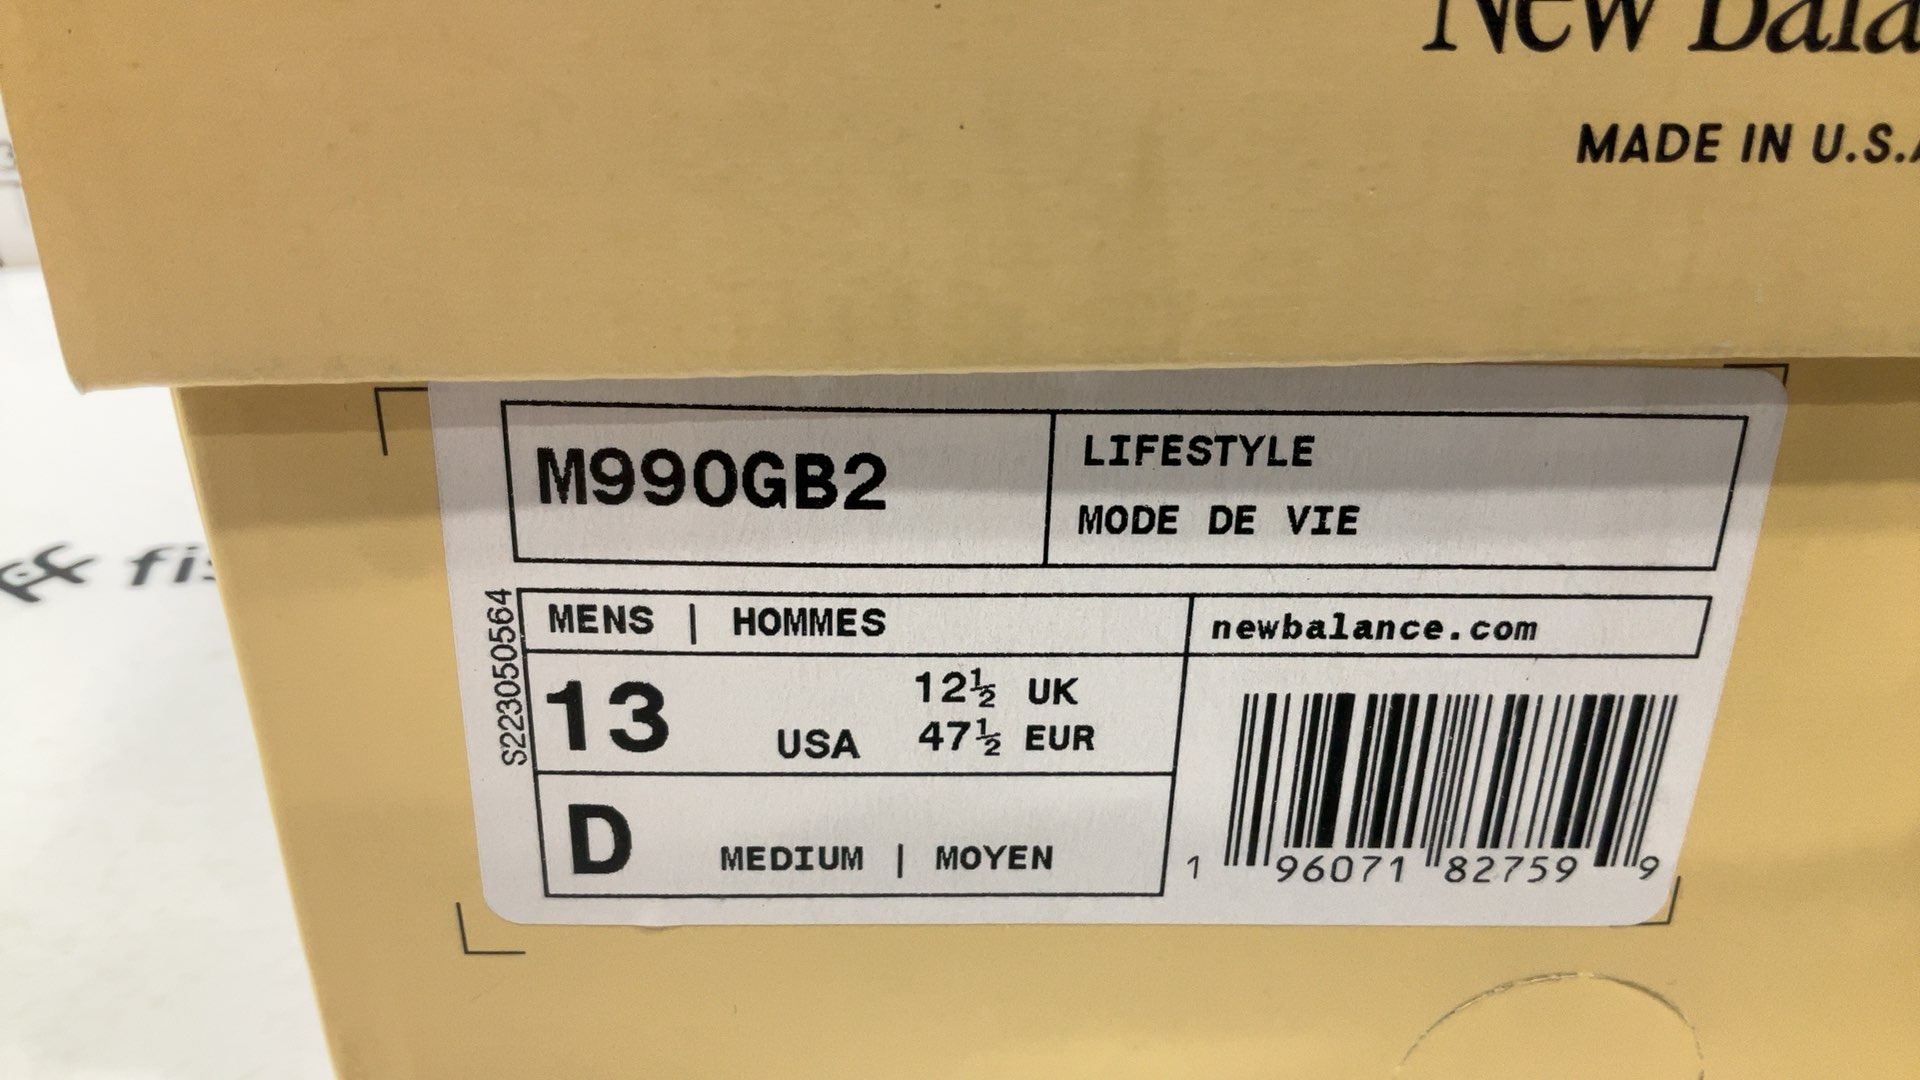 New Bala
MADE IN U.S.A
M990GB2
LIFESTYLE
MODE DE VIE
S223050564
MENS | HOMMES
newbalance.com
13 USA
12½ UK
47½ EUR
D MEDIUM | MOYEN
1 96071 82759 9
fi